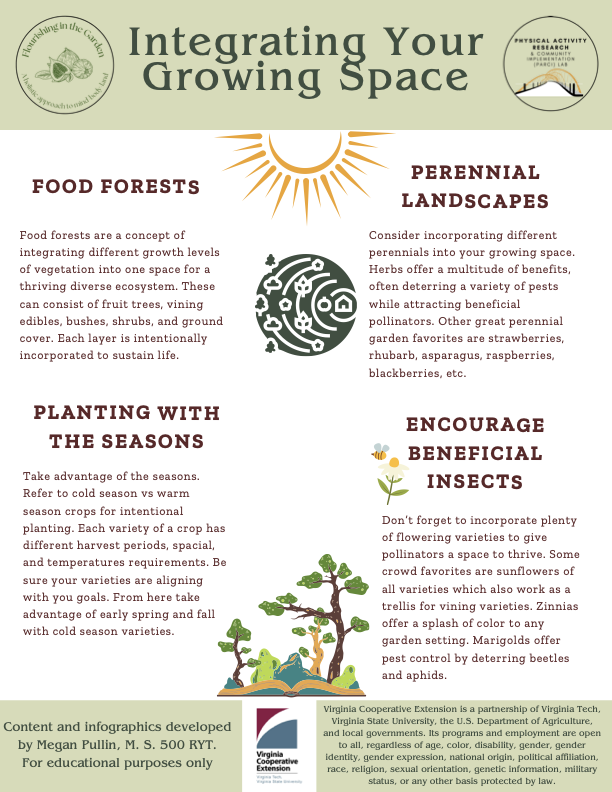 Flourishing in the Garden
A holistic approach to mind body and
Integrating Your
Growing Space
PHYSICAL ACTIVITY
RESEARCH
& COMMUNITY
IMPLEMENTATION
(PARCI) LAB
FOOD FORESTS
Food forests are a concept of
integrating different growth levels
of vegetation into one space for a
thriving diverse ecosystem. These
can consist of fruit trees, vining
edibles, bushes, shrubs, and ground
cover. Each layer is intentionally
incorporated to sustain life.
PERENNIAL
LANDSCAPES
Consider incorporating different
perennials into your growing space.
Herbs offer a multitude of benefits,
often deterring a variety of pests
while attracting beneficial
pollinators. Other great perennial
garden favorites are strawberries,
rhubarb, asparagus, raspberries,
blackberries, etc.
PLANTING WITH
THE SEASONS
Take advantage of the seasons.
Refer to cold season vs warm
season crops for intentional
planting. Each variety of a crop has
different harvest periods, spacial,
and temperatures requirements. Be
sure your varieties are aligning
with you goals. From here take
advantage of early spring and fall
with cold season varieties.
ENCOURAGE
BENEFICIAL
INSECTS
Don't forget to incorporate plenty
of flowering varieties to give
pollinators a space to thrive. Some
crowd favorites are sunflowers of
all varieties which also work as a
trellis for vining varieties. Zinnias
offer a splash of color to any
garden setting. Marigolds offer
pest control by deterring beetles
and aphids.
Content and infographics developed
by Megan Pullin, M. S. 500 RYT.
For educational purposes only
Virginia
Cooperative
Extension
Virginia Tech.
Virginia State University
Virginia Cooperative Extension is a partnership of Virginia Tech,
Virginia State University, the U.S. Department of Agriculture,
and local governments. Its programs and employment are open
to all, regardless of age, color, disability, gender, gender
identity, gender expression, national origin, political affiliation,
race, religion, sexual orientation, genetic information, military
status, or any other basis protected by law.